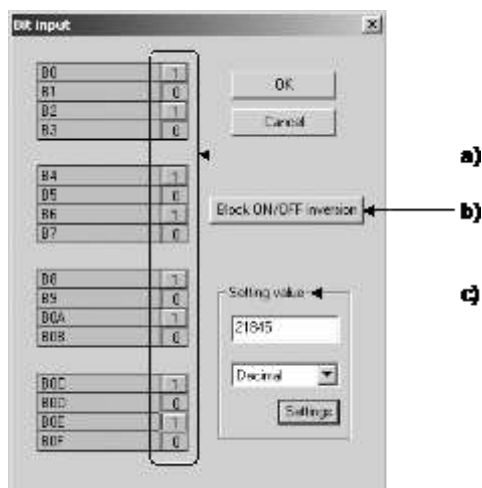 Bit input
B0 1
B1 0
B2 1
B3 0
OK
Cancel
a)
B4 1
B5 0
B6 1
B7 0
Block ON/OFF Inversion
b)
B8 1
B9 0
B0A 1
B0B 0
Setting value
c)
21845
B0C 1
B0D 0
B0E 1
B0F 0
Decimal
Settings